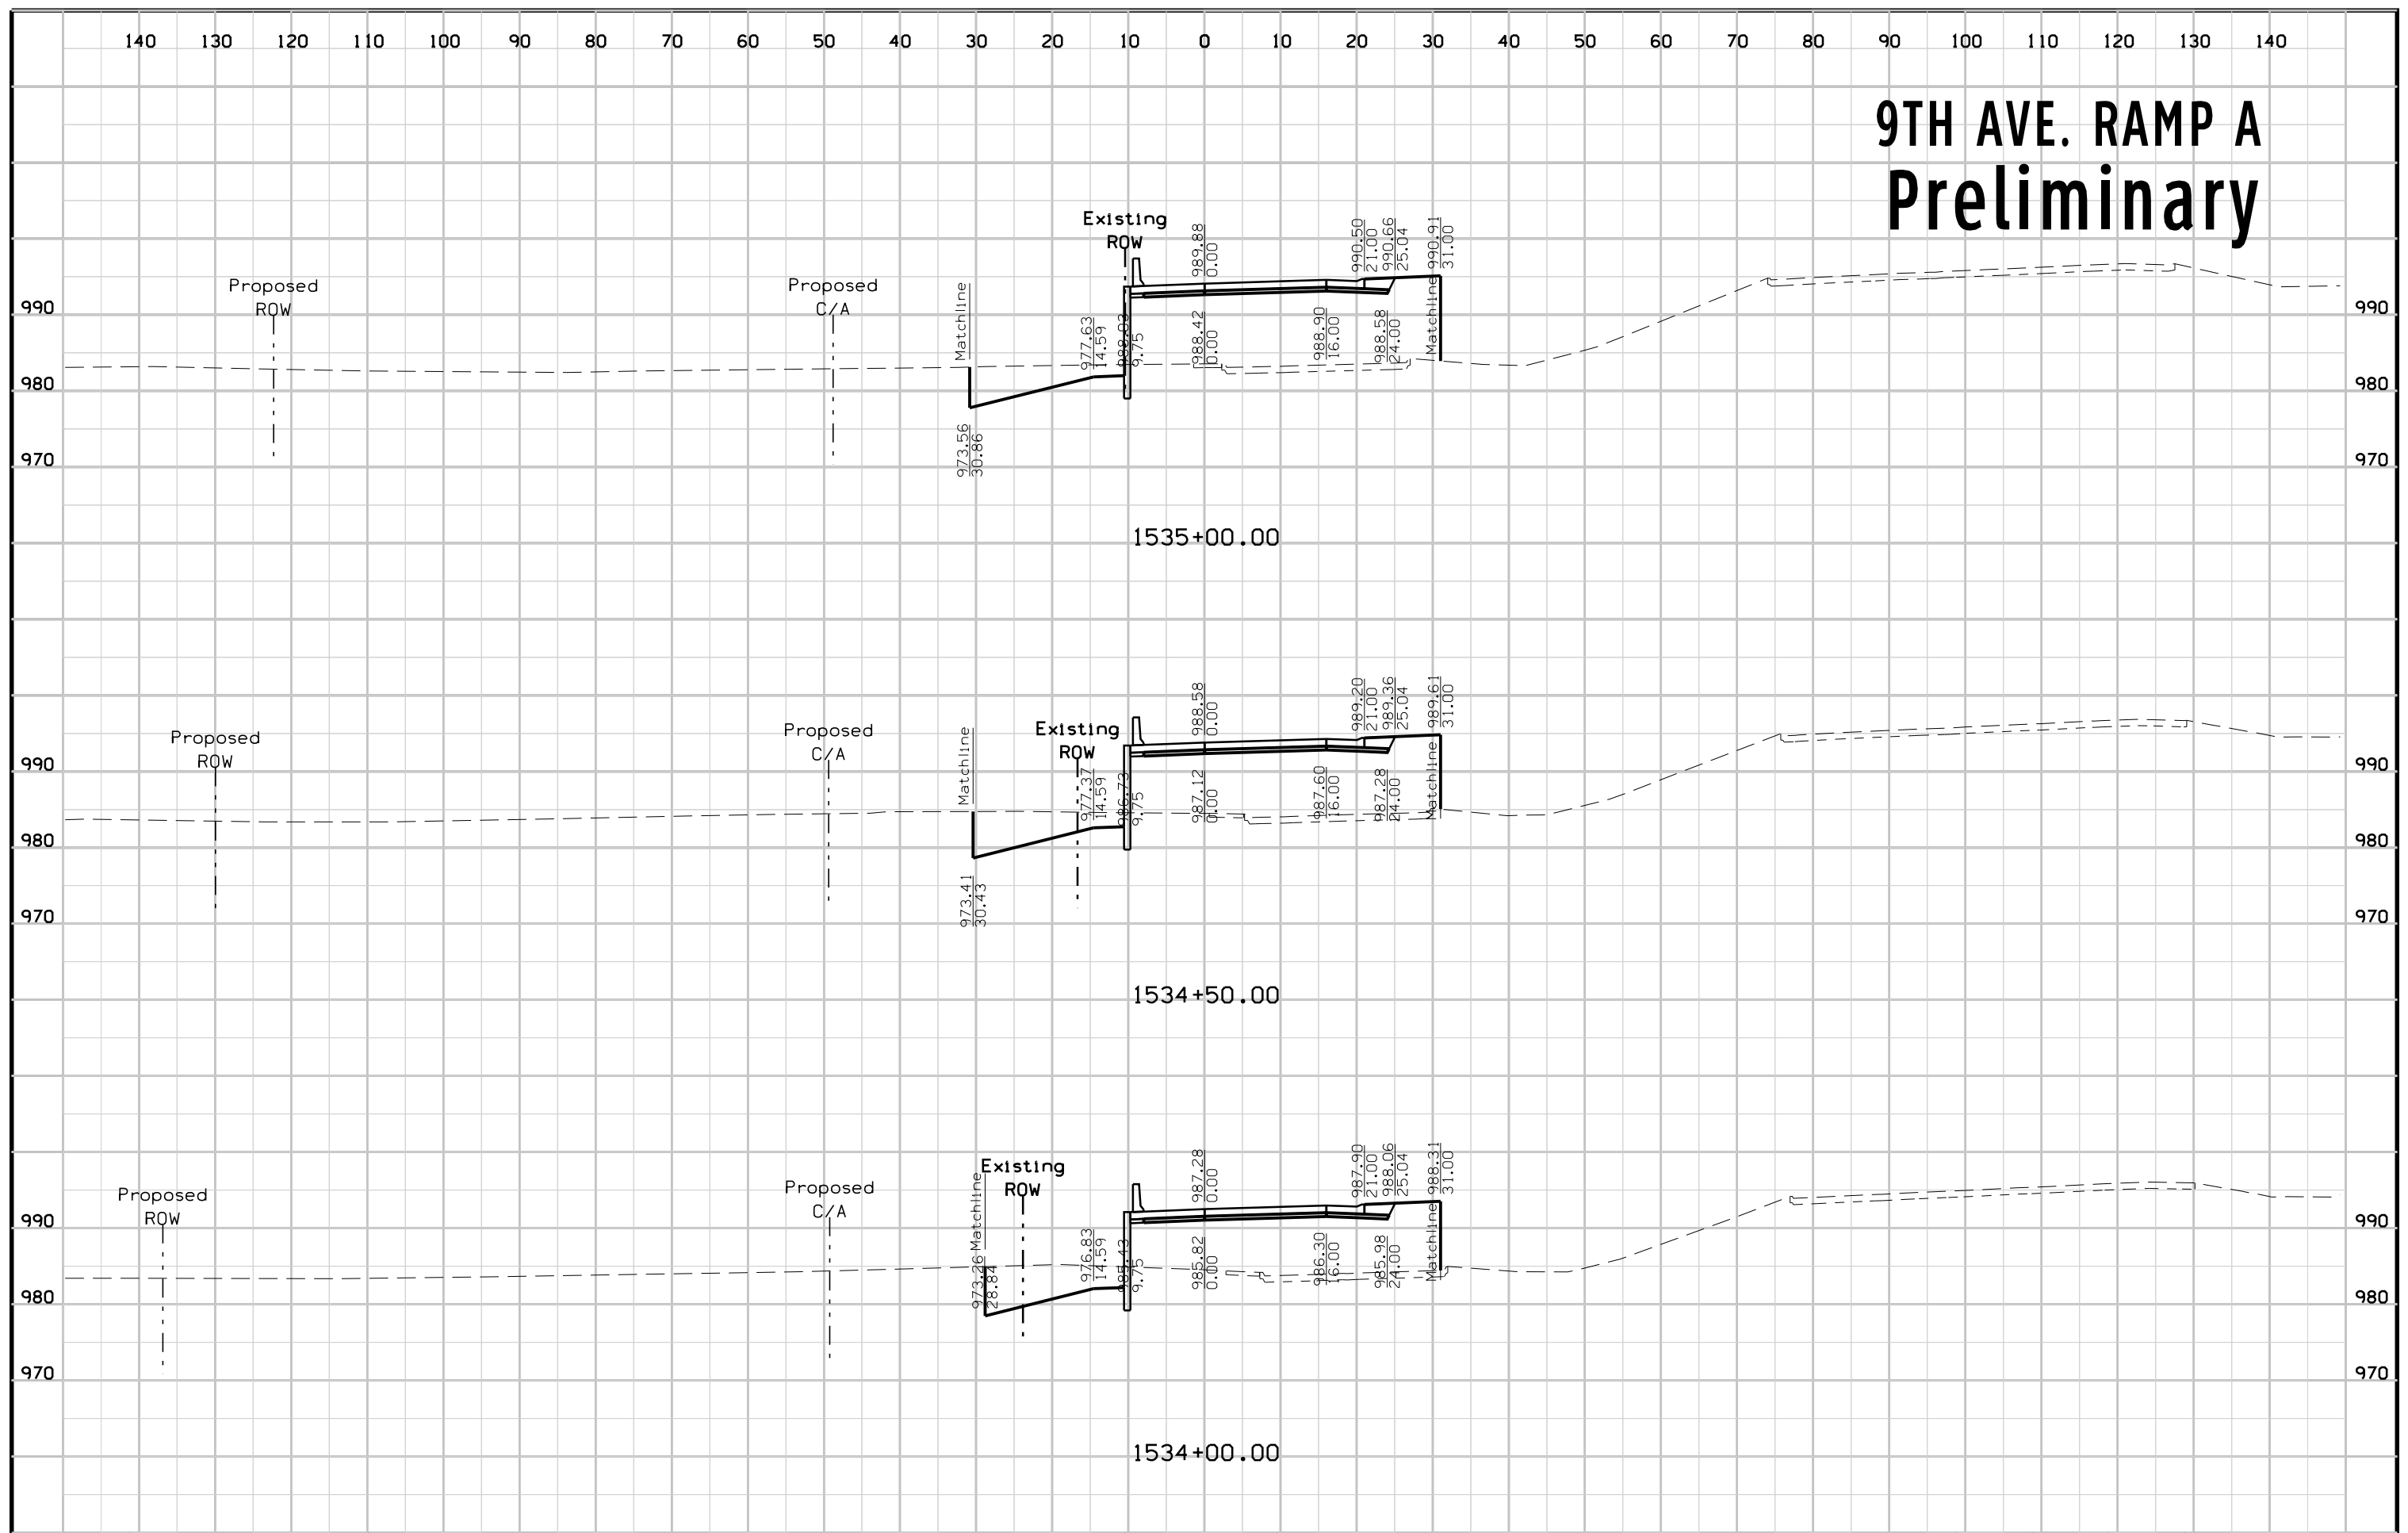 140 130 120 110 100 90 80 70 60 50 40 30 20 10 0 10 20 30 40 50 60 70 80 90 100 110 120 130 140
9TH AVE. RAMP A
Preliminary
Existing
ROW
Proposed
ROW
Proposed
C/A
Matchline
989.88
0.00
990.50
21.00
990.66
25.04
990.91
31.00
977.63
14.59
988.03
9.75
988.42
0.00
988.90
16.00
988.58
24.00
Matchline
990 990
980 980
970 970
973.56
30.86
1535+00.00
Proposed
ROW
Proposed
C/A
Matchline
Existing
ROW
988.58
0.00
989.20
21.00
989.36
25.04
989.61
31.00
977.37
14.59
986.73
9.75
987.12
0.00
987.60
16.00
987.28
24.00
Matchline
990 990
980 980
970 970
973.41
30.43
1534+50.00
Proposed
ROW
Proposed
C/A
Matchline
Existing
ROW
987.28
0.00
987.90
21.00
988.06
25.04
988.31
31.00
973.26
28.84
976.83
14.59
985.43
9.75
985.82
0.00
986.30
16.00
985.98
24.00
Matchline
990 990
980 980
970 970
1534+00.00